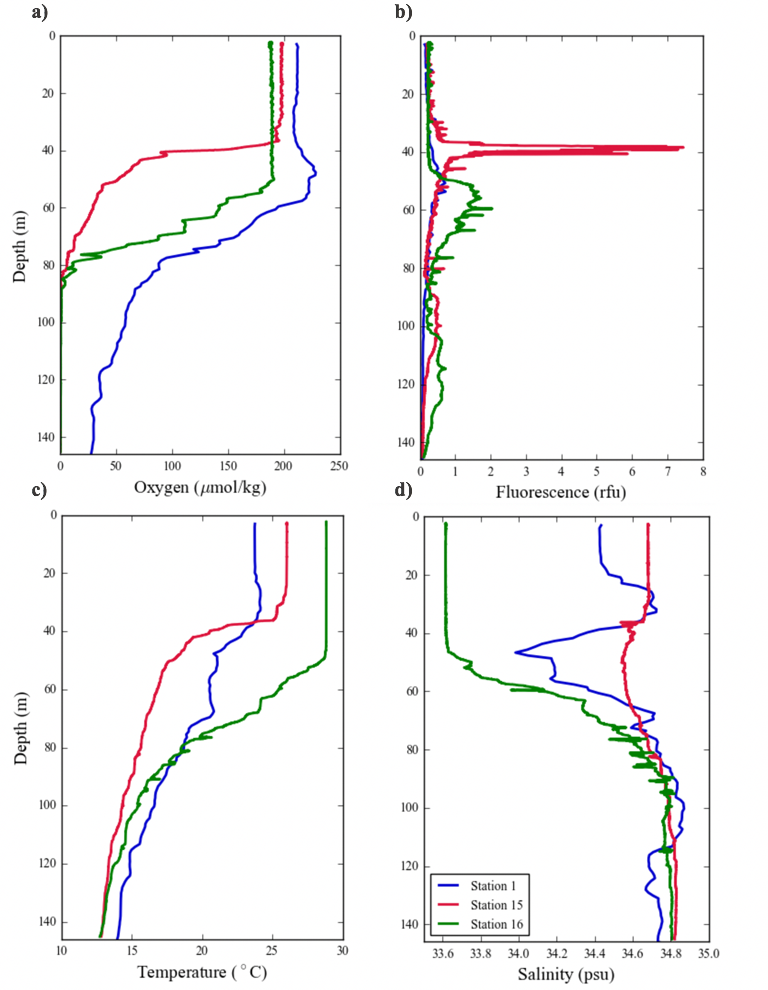 a)
b)
0
20
40
60
80
100
120
140
Depth (m)
0 50 100 150 200 250
Oxygen (μmol/kg)
0
20
40
60
80
100
120
140
0 1 2 3 4 5 6 7 8
Fluorescence (rfu)
c)
d)
0
20
40
60
80
100
120
140
Depth (m)
10 15 20 25 30
Temperature (°C)
0
20
40
60
80
100
120
140
Station 1
Station 15
Station 16
33.6 33.8 34.0 34.2 34.4 34.6 34.8 35.0
Salinity (psu)